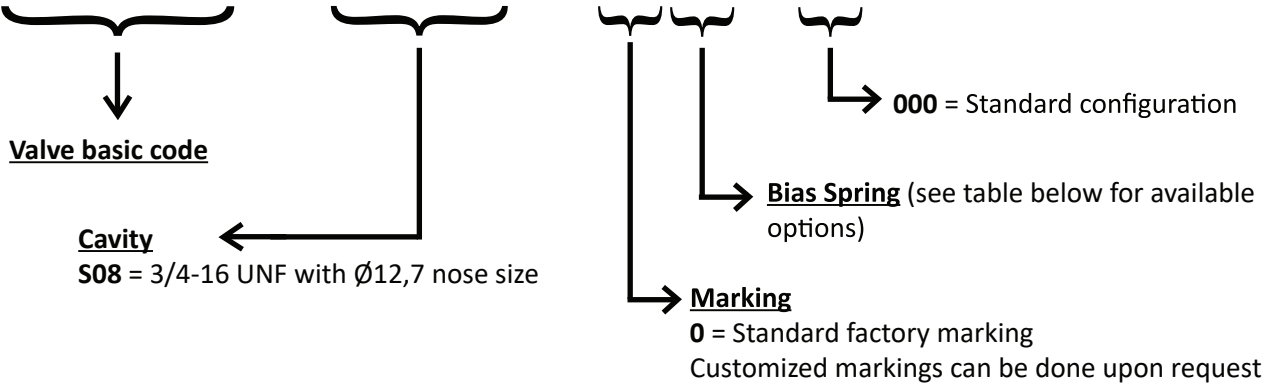 000 = Standard configuration
Valve basic code
Bias Spring (see table below for available
options)
Cavity
S08 = 3/4-16 UNF with Ø12,7 nose size
Marking
0 = Standard factory marking
Customized markings can be done upon request